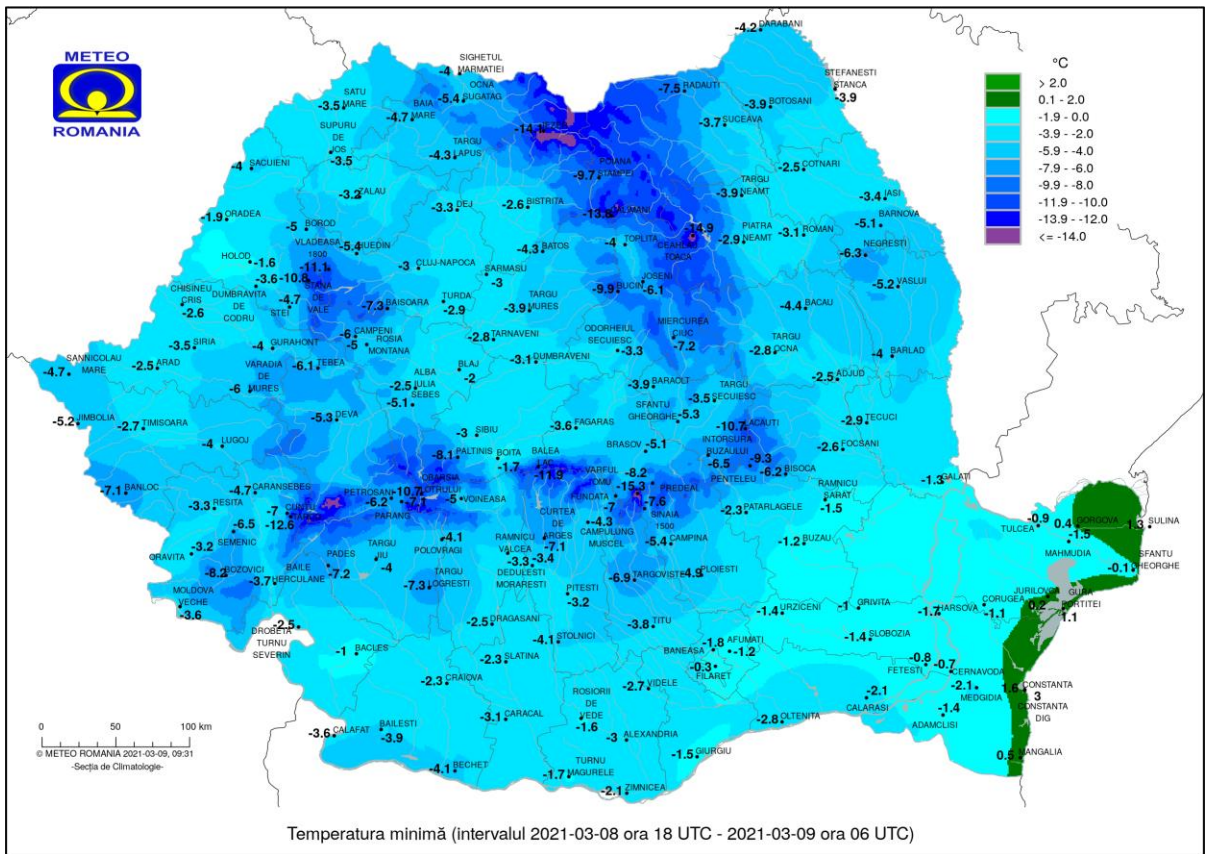 METEO
ROMANIA
°C
> 2.0
0.1 - 2.0
-1.9 - 0.0
-3.9 - -2.0
-5.9 - -4.0
-7.9 - -6.0
-9.9 - -8.0
-11.9 - -10.0
-13.9 - -12.0
<= -14.0
-4.2 DARABANI
SIGHETUL
MARMATIEI
-4
OCNA
SUGATAG
-5.4
SATU
MARE
-3.5
BAIA
MARE
-4.7
-7.5 RADAUTI
STEFANESTI
STANCA
-3.9
-3.9 BOTOSANI
-3.7 SUCEAVA
SUPURU
DE
JOS
-3.5
TARGU
LAPUS
-4.3
POIANA
STAMPEI
-9.7
-2.5 COTNARI
-4 SACUIENI
-3.2 ZALAU
-3.3 DEJ
-2.6 BISTRITA
TARGU
NEAMT
-3.9
-3.4 IASI
-1.9 ORADEA
-5 BOROD
-5.1 BARNOVA
VLADEASA
1800
-11.1
-5.4 HUEDIN
-4.3 BATOS
-4 TOPLITA
-14.9
CEAHLAU
TOACA
PIATRA
NEAMT
-2.9
-3.1 ROMAN
NEGRESTI
-6.3
HOLOD
-1.6
-3 CLUJ-NAPOCA
SARMASU
-3
-10.8
STANA
DE
VALE
-3.6
DUMBRAVITA
DE
CODRU
CHISINEU
CRIS
-2.6
-4.7
STEI
-7.3 BAISOARA
TURDA
-2.9
TARGU
MURES
-3.9
-9.9 BUCIN
JOSENI
-6.1
-5.2 VASLUI
-4.4 BACAU
-6 CAMPENI
ROSIA
MONTANA
-5
-2.8 TARNAVENI
ODORHEIUL
SECUIESC
-3.3
MIERCUREA
CIUC
-7.2
TARGU
OCNA
-2.8
-4 BARLAD
-3.5 SIRIA
-4 GURAHONT
SANNICOLAU
MARE
-4.7
-2.5 ARAD
-6.1 TEBEA
VARADIA
DE
MURES
-6
BLAJ
-2
-3.1 DUMBRAVENI
ALBA
IULIA
-2.5
SEBES
-5.1
-3.9 BARAOLT
TARGU
SECUIESC
-3.5
-2.5 ADJUD
-5.2 JIMBOLIA
-2.7 TIMISOARA
-5.3 DEVA
-3.6 FAGARAS
SFANTU
GHEORGHE
-5.3
-10.7 LACAUTI
-2.9 TECUCI
-4 LUGOJ
-3 SIBIU
BRASOV -5.1
INTORSURA
BUZAULUI
-6.5
-9.3
PENTELEU
-6.2 BISOCA
-2.6 FOCSANI
-8.1 PALTINIS
BOITA
-1.7
BALEA
LAC
-11.9
VARFUL
OMU
-15.3
-8.2
PREDEAL
-7.6
SINAIA
1500
FUNDATA
-7
-7.1 BANLOC
-4.7 CARANSEBES
-3.3 RESITA
-7
CUNTU
TARCU
-12.6
PETROSANI
-6.2
-10.7
PARANG
OBARSIA
LOTRULUI
-7.1
-5 VOINEASA
RAMNICU
SARAT
-1.5
-1.3 GALATI
-6.5
SEMENIC
ORAVITA
-3.2
-4.1
POLOVRAGI
CURTEA
DE
ARGES
-7.1
-4.3
CAMPULUNG
MUSCEL
-5.4 CAMPINA
-2.3 PATARLAGELE
-1.2 BUZAU
-0.9
TULCEA
0.4 GORGOVA
1.3 SULINA
-1.5
MAHMUDIA
SFANTU
GHEORGHE
-0.1
-8.2 BOZOVICI
BAILE
HERCULANE
-3.7
PADES
-7.2
TARGU
JIU
-4
RAMNICU
VALCEA
-3.3
-3.4
DEDULESTI
MORARESTI
MOLDOVA
VECHE
-3.6
TARGU
LOGRESTI
-7.3
-6.9 TARGOVISTE
-4.9 PLOIESTI
PITESTI
-3.2
-1.4 URZICENI
-1 GRIVITA
-1.7 HARSOVA
CORUGEA
-1.1
JURILOVCA
0.2
GURA
PORTITEI
1.1
-2.5
DROBETA
TURNU
SEVERIN
-2.5 DRAGASANI
-4.1 STOLNICI
-3.8 TITU
-1.4 SLOBOZIA
-1 BACLES
-2.3 SLATINA
-1.8
BANEASA
AFUMATI
-1.2
-0.3
FILARET
-0.8
FETESTI
-0.7
CERNAVODA
-2.3 CRAIOVA
-2.7 VIDELE
-2.1
CALARASI
-2.1
MEDGIDIA
1.6 CONSTANTA
3
CONSTANTA
DIG
-1.4
ADAMCLISI
-3.1 CARACAL
ROSIORII
DE
VEDE
-1.6
-2.8 OLTENITA
-3.6 CALAFAT
BAILESTI
-3.9
-3 ALEXANDRIA
-1.5 GIURGIU
0.5 MANGALIA
-4.1 BECHET
TURNU
MAGURELE
-1.7
-2.1 ZIMNICEA
0 50 100 km
© METEO ROMANIA 2021-03-09, 09:31
-Secția de Climatologie-
Temperatura minimă (intervalul 2021-03-08 ora 18 UTC - 2021-03-09 ora 06 UTC)